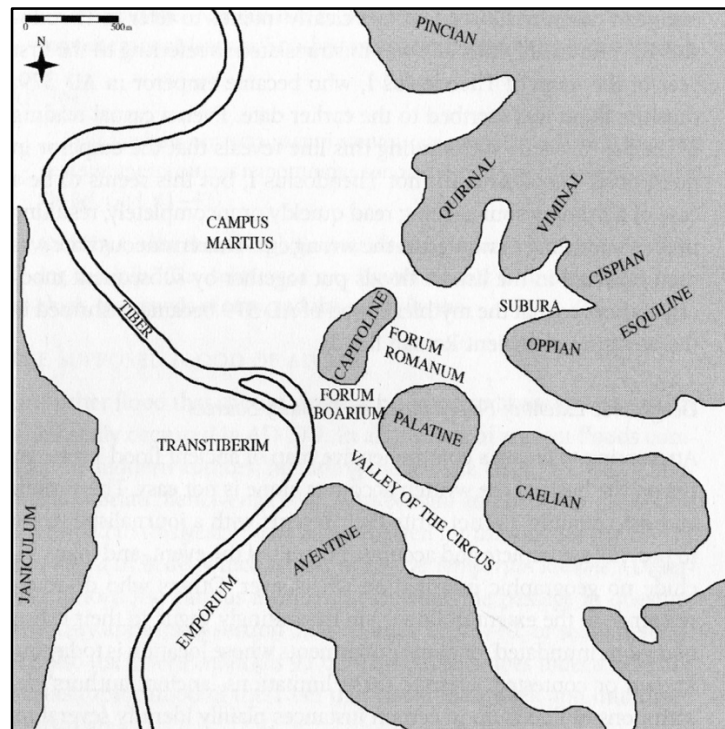 0 500m
N
PINCIAN
QUIRINAL
VIMINAL
CAMPUS
MARTIUS
CISPIAN
ESQUILINE
SUBURA
OPPIAN
TIBER
CAPITOLINE
FORUM
ROMANUM
FORUM
BOARIUM
PALATINE
TRANSTIBERIM
VALLEY OF THE CIRCUS
CAELIAN
AVENTINE
JANICULUM
EMPORIUM